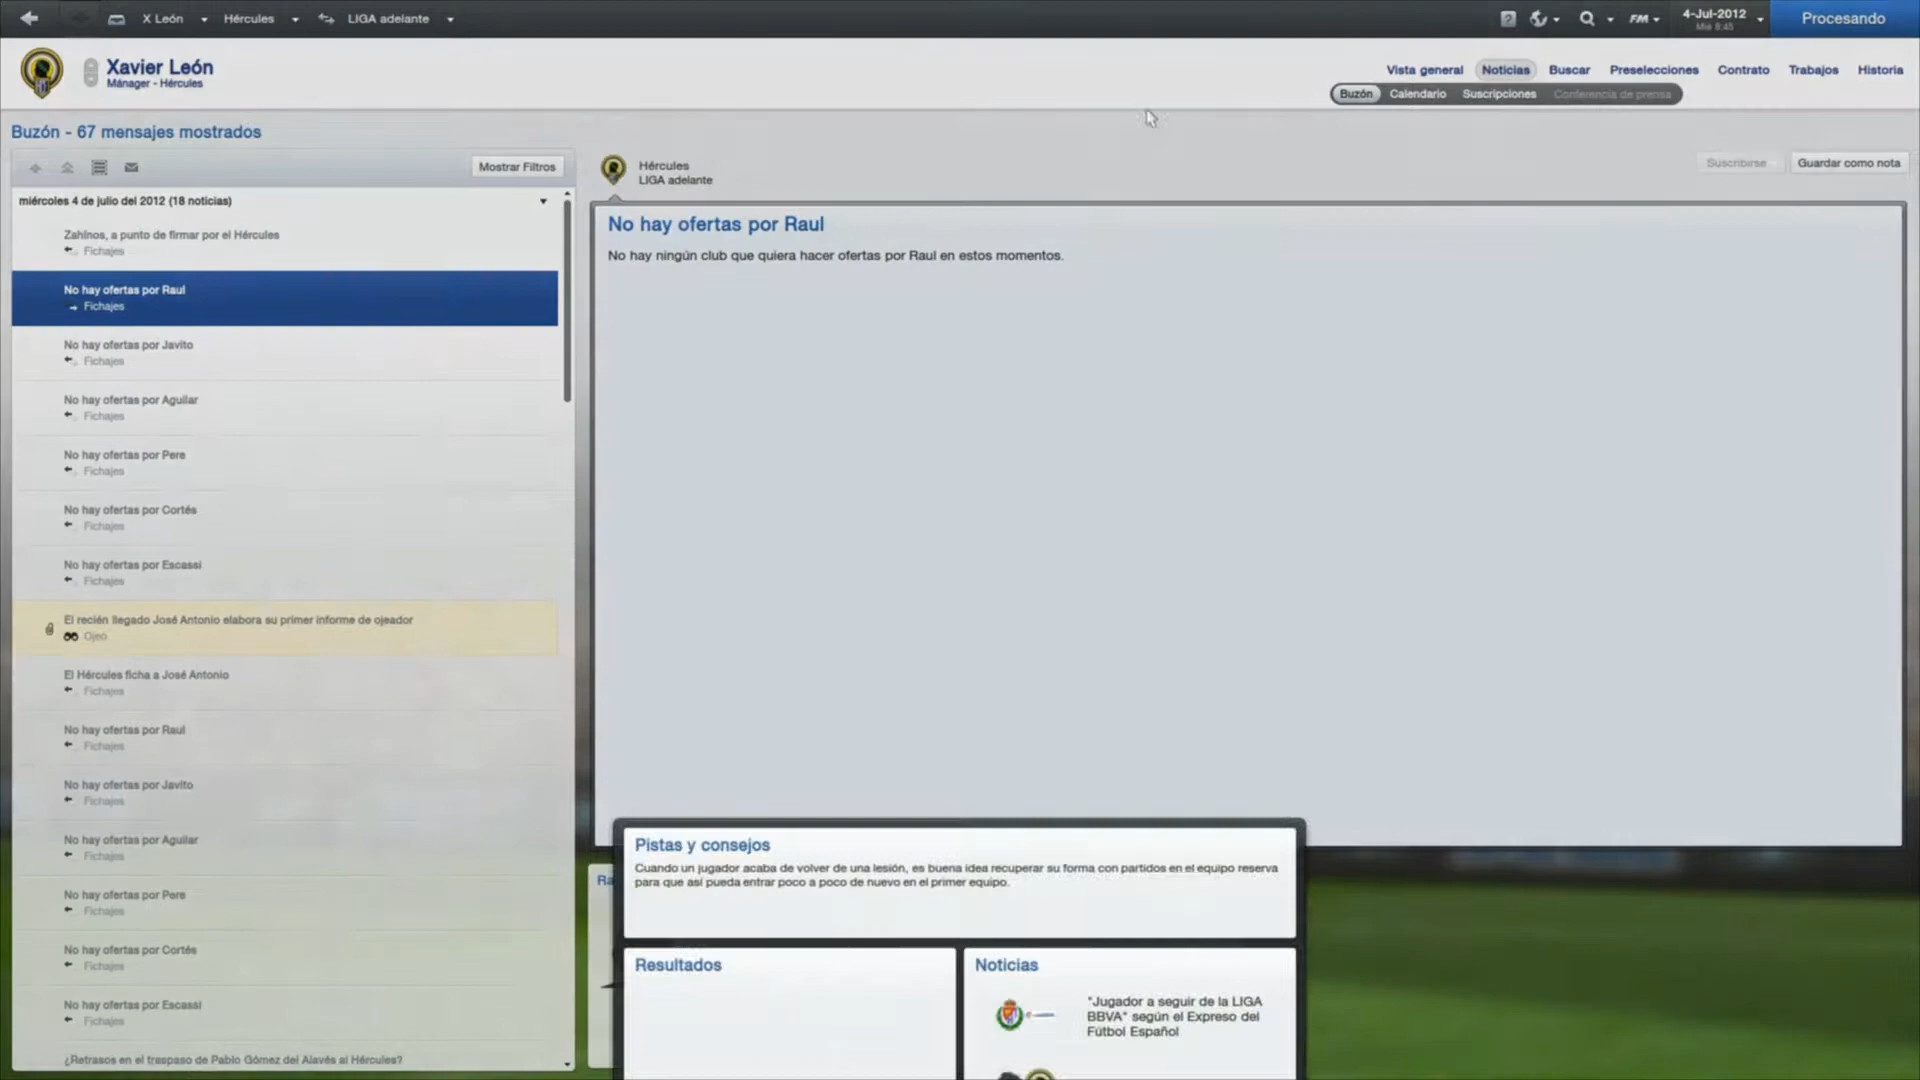 X León
Hércules
LIGA adelante
FM
4-Jul-2012
Mié 8:45
Procesando
Xavier León
Mánager - Hércules
Vista general
Noticias
Buscar
Preselecciones
Contrato
Trabajos
Historia
Buzón
Calendario
Suscripciones
Conferencia de prensa
Buzón - 67 mensajes mostrados
Mostrar Filtros
miércoles 4 de julio del 2012 (18 noticias)
Zahínos, a punto de firmar por el Hércules
Fichajes
No hay ofertas por Raul
Fichajes
No hay ofertas por Javito
Fichajes
No hay ofertas por Aguilar
Fichajes
No hay ofertas por Pere
Fichajes
No hay ofertas por Cortés
Fichajes
No hay ofertas por Escassi
Fichajes
El recién llegado José Antonio elabora su primer informe de ojeador
Ojeo
El Hércules ficha a José Antonio
Fichajes
No hay ofertas por Raul
Fichajes
No hay ofertas por Javito
Fichajes
No hay ofertas por Aguilar
Fichajes
No hay ofertas por Pere
Fichajes
No hay ofertas por Cortés
Fichajes
No hay ofertas por Escassi
Fichajes
¿Retrasos en el traspaso de Pablo Gómez del Alavés al Hércules?
Hércules
LIGA adelante
Suscribirse
Guardar como nota
No hay ofertas por Raul
No hay ningún club que quiera hacer ofertas por Raul en estos momentos.
Ra
Pistas y consejos
Cuando un jugador acaba de volver de una lesión, es buena idea recuperar su forma con partidos en el equipo reserva
para que así pueda entrar poco a poco de nuevo en el primer equipo.
Resultados
Noticias
"Jugador a seguir de la LIGA
BBVA" según el Expreso del
Fútbol Español